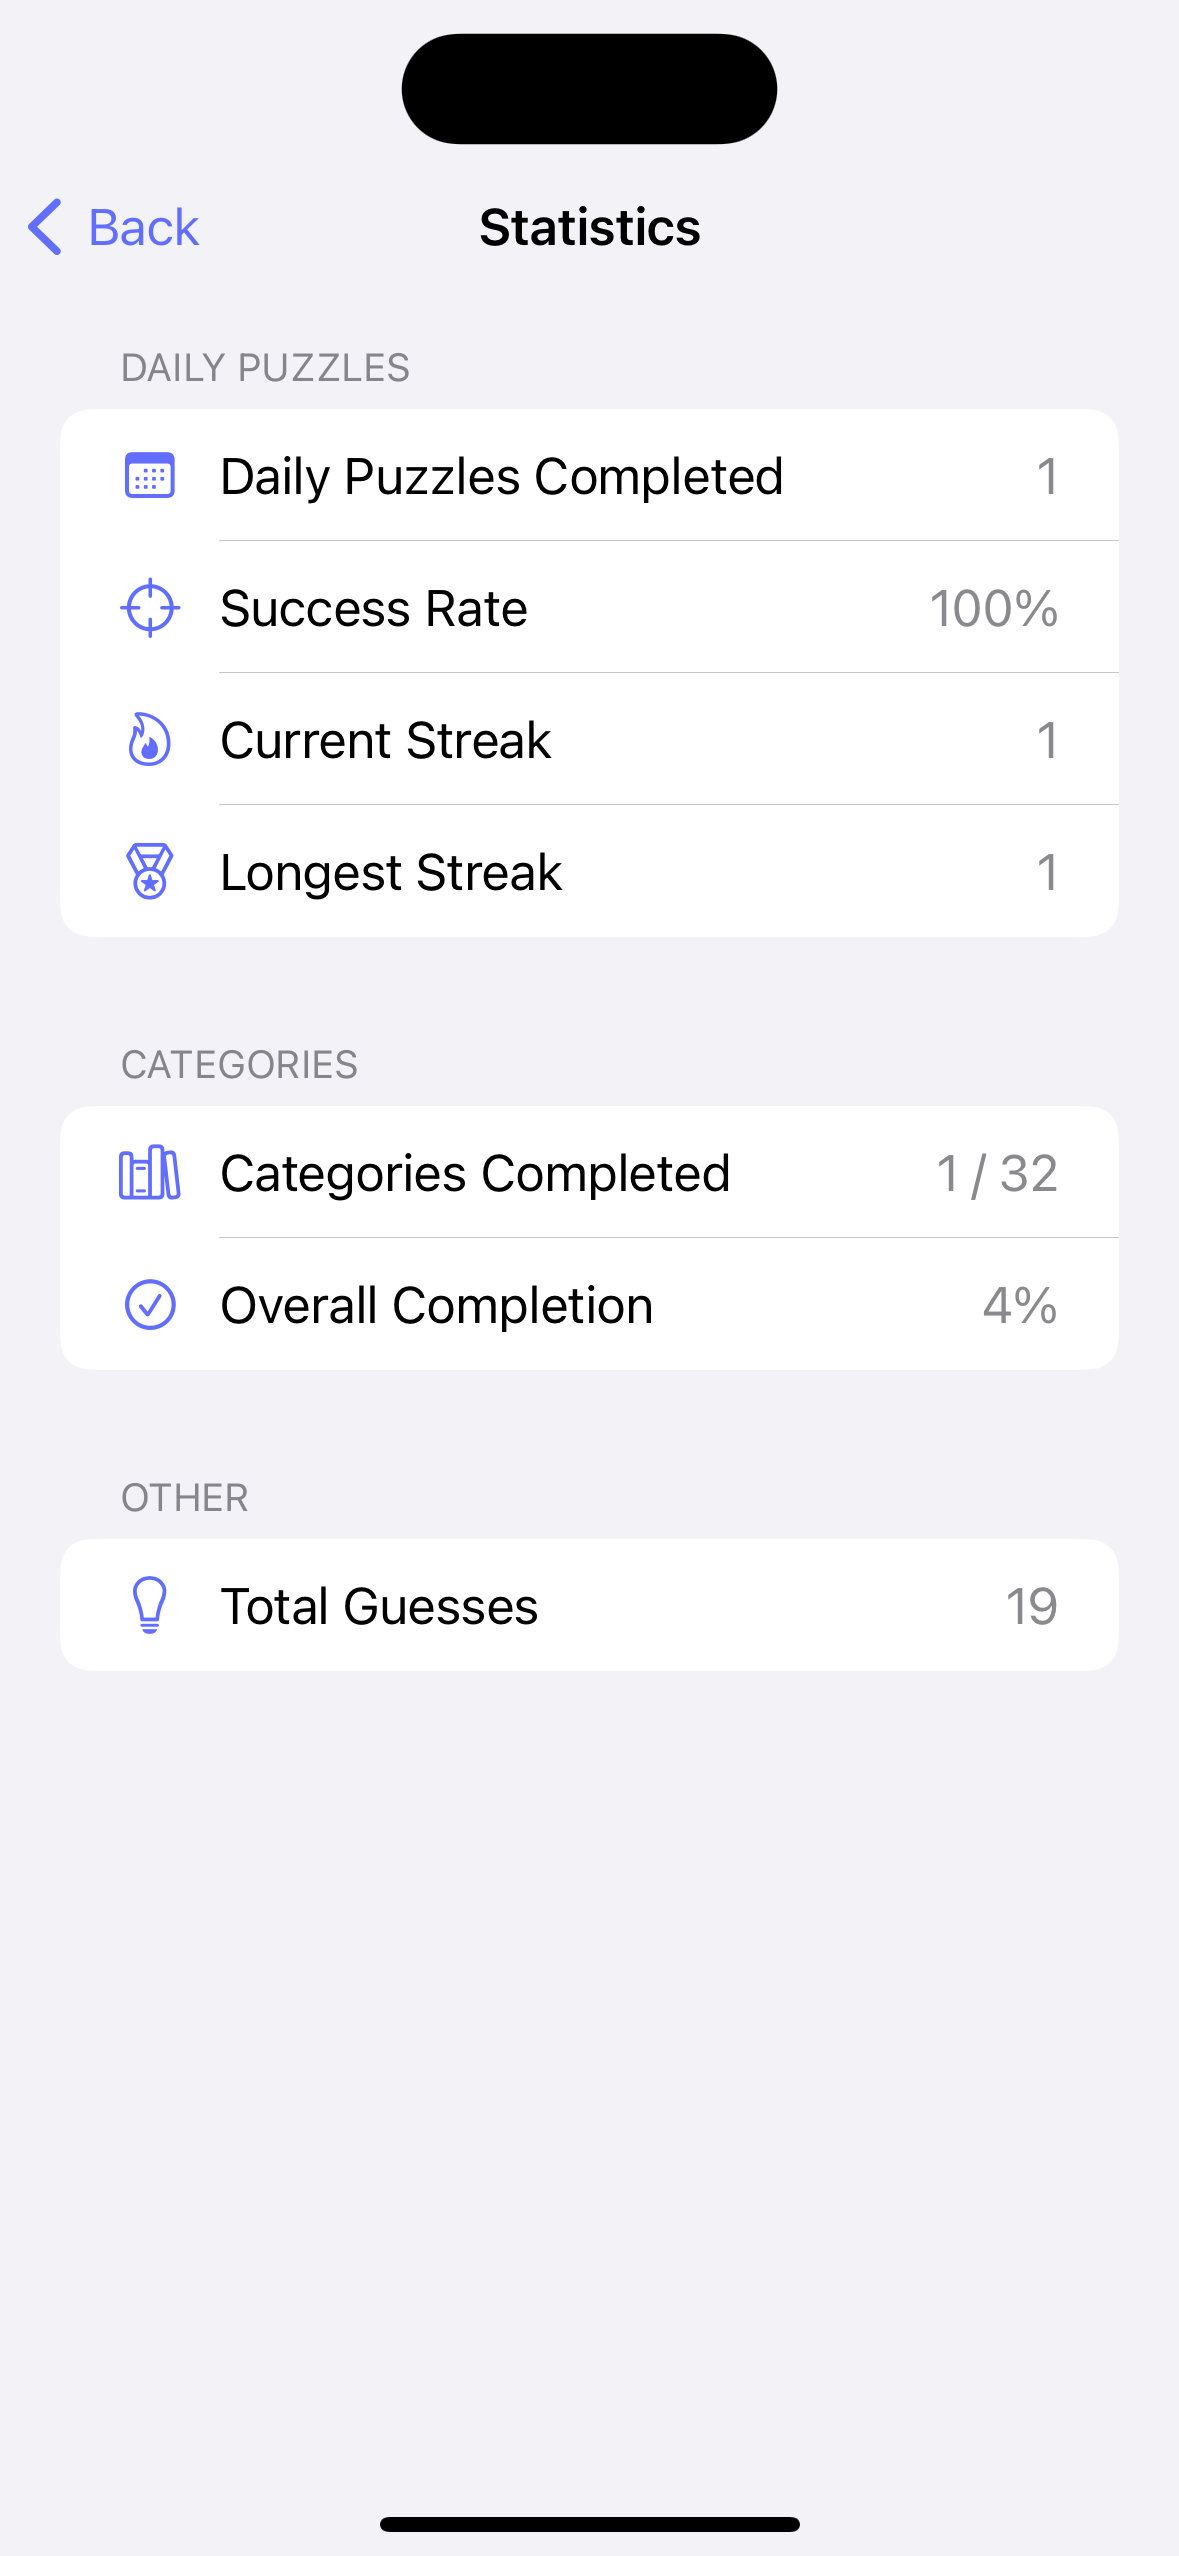 Back
Statistics
DAILY PUZZLES
Daily Puzzles Completed 1
Success Rate 100%
Current Streak 1
Longest Streak 1
CATEGORIES
Categories Completed 1 / 32
Overall Completion 4%
OTHER
Total Guesses 19